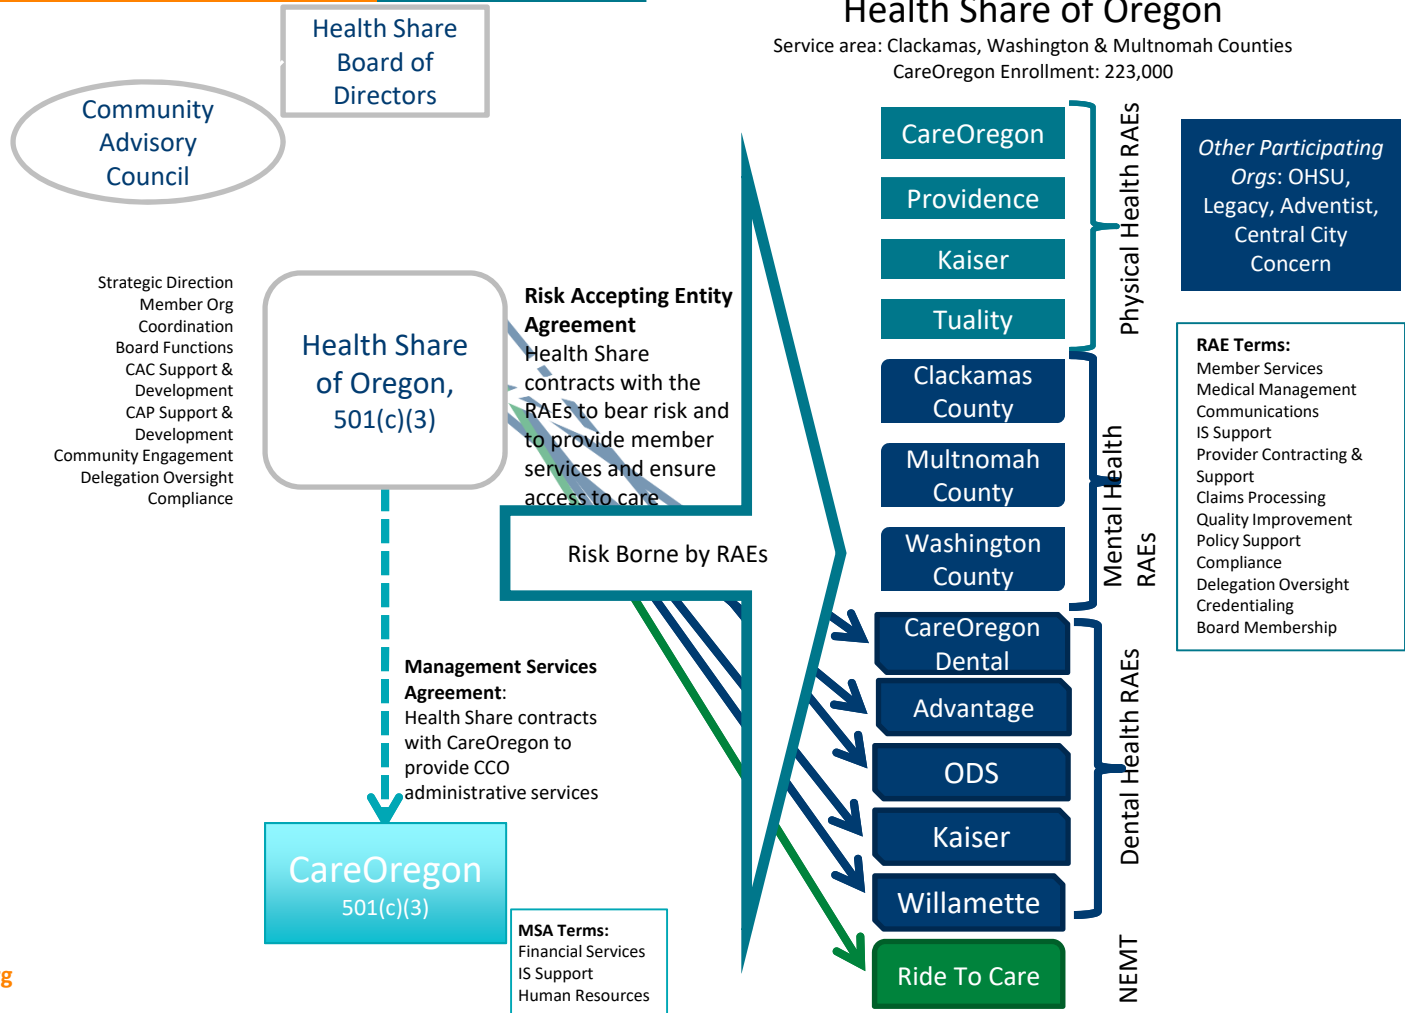 Health Share of Oregon
Service area: Clackamas, Washington & Multnomah Counties
CareOregon Enrollment: 223,000
Health Share
Board of
Directors
Community
Advisory
Council
Strategic Direction
Member Org
Coordination
Board Functions
CAC Support &
Development
CAP Support &
Development
Community Engagement
Delegation Oversight
Compliance
Health Share
of Oregon,
501(c)(3)
Risk Accepting Entity
Agreement
Health Share
contracts with the
RAEs to bear risk and
to provide member
services and ensure
access to care
Risk Borne by RAEs
Management Services
Agreement:
Health Share contracts
with CareOregon to
provide CCO
administrative services
CareOregon
501(c)(3)
MSA Terms:
Financial Services
IS Support
Human Resources
CareOregon
Providence
Kaiser
Tuality
Physical Health RAEs
Clackamas
County
Multnomah
County
Washington
County
Mental Health
RAEs
CareOregon
Dental
Advantage
ODS
Kaiser
Willamette
Dental Health RAEs
Ride To Care
NEMT
Other Participating
Orgs: OHSU,
Legacy, Adventist,
Central City
Concern
RAE Terms:
Member Services
Medical Management
Communications
IS Support
Provider Contracting &
Support
Claims Processing
Quality Improvement
Policy Support
Compliance
Delegation Oversight
Credentialing
Board Membership